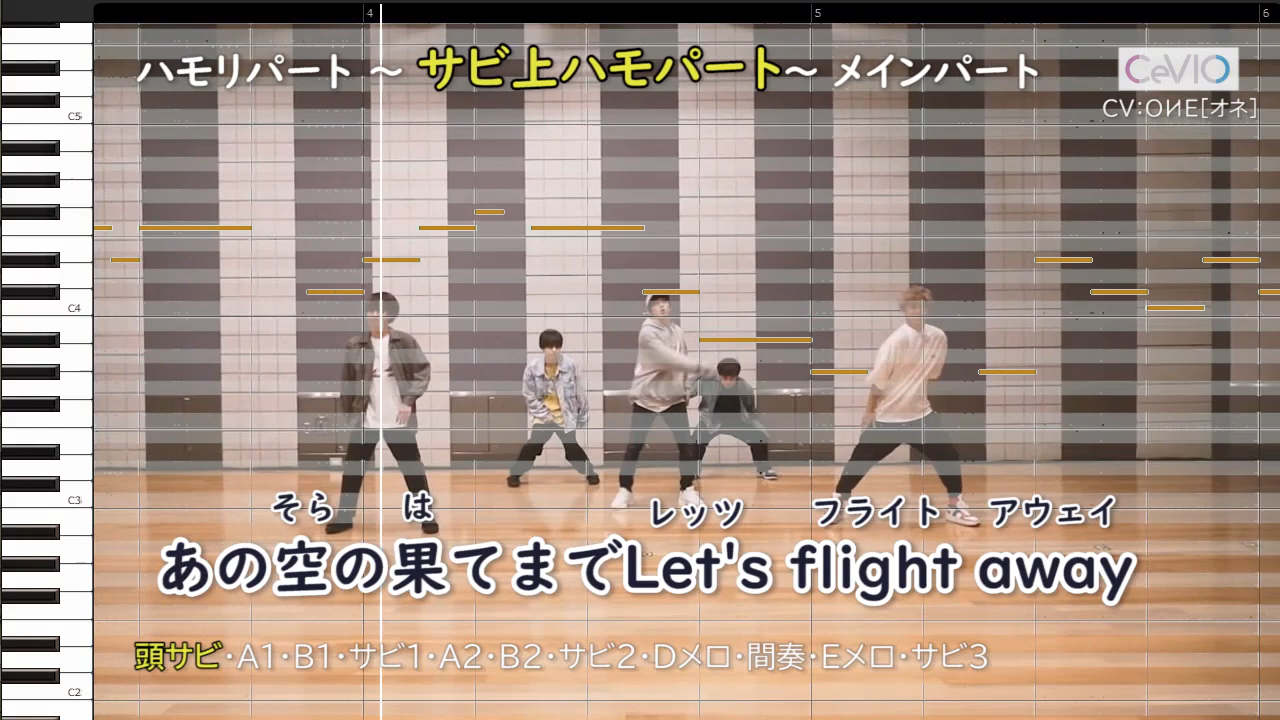 4 5 6
ハモリパート ～ サビ上ハモパート～ メインパート
CeVIO
CV:OИE[オネ]
C5
C4
C3
そら は レッツ フライト アウェイ
あの空の果てまでLet's flight away
頭サビ・A1・B1・サビ1・A2・B2・サビ2・Dメロ・間奏・Eメロ・サビ3
C2